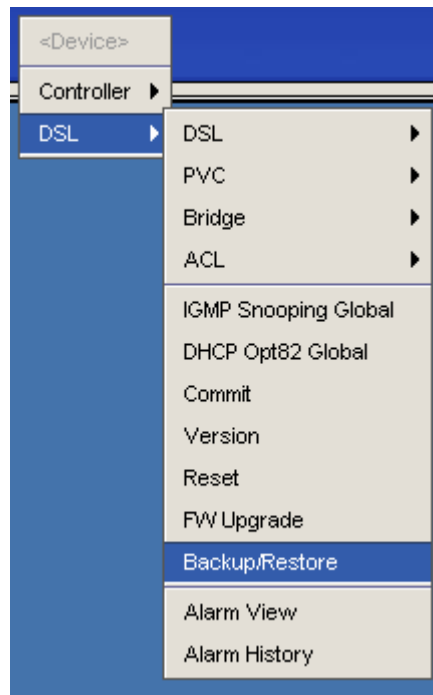 <Device>
Controller
DSL
DSL
PVC
Bridge
ACL
IGMP Snooping Global
DHCP Opt82 Global
Commit
Version
Reset
FW Upgrade
Backup/Restore
Alarm View
Alarm History